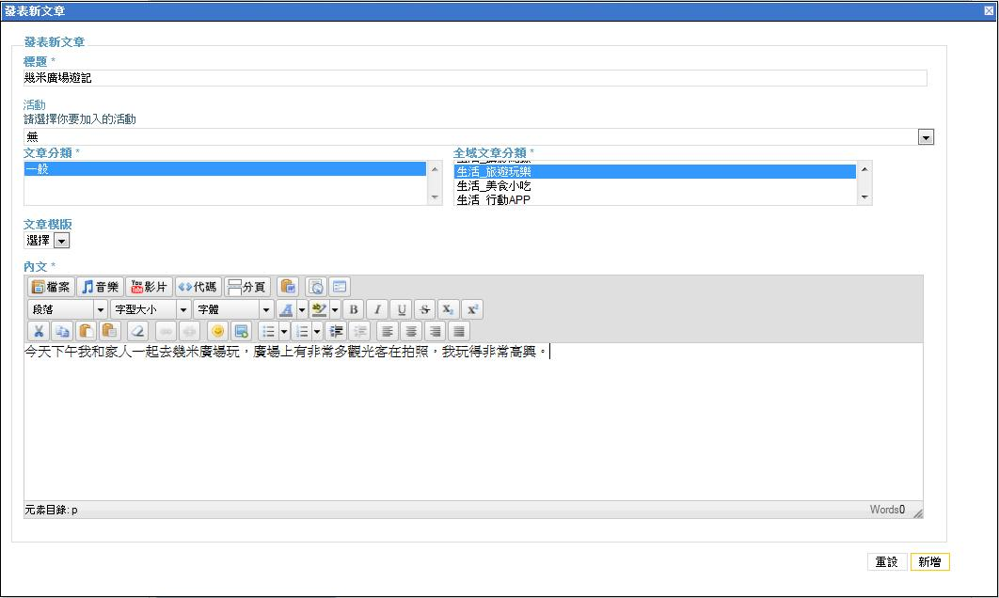 發表新文章
發表新文章
標題 *
幾米廣場遊記
活動
請選擇你要加入的活動
無
文章分類 * 全域文章分類 *
一般
生活_旅遊玩樂
生活_美食小吃
生活_行動APP
文章模版
選擇
內文 *
檔案 音樂 You Tube 影片 代碼 分頁
段落 字型大小 字體 A ab B I U S X₂ X²
今天下午我和家人一起去幾米廣場玩，廣場上有非常多觀光客在拍照，我玩得非常高興。
元素目錄: p Words0
重設 新增